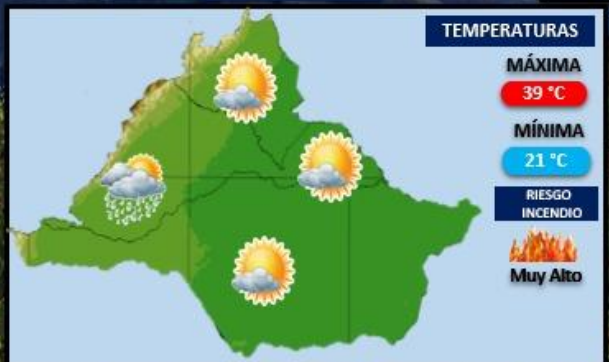 TEMPERATURAS
MÁXIMA
39 °C
MÍNIMA
21 °C
RIESGO
INCENDIO
Muy Alto